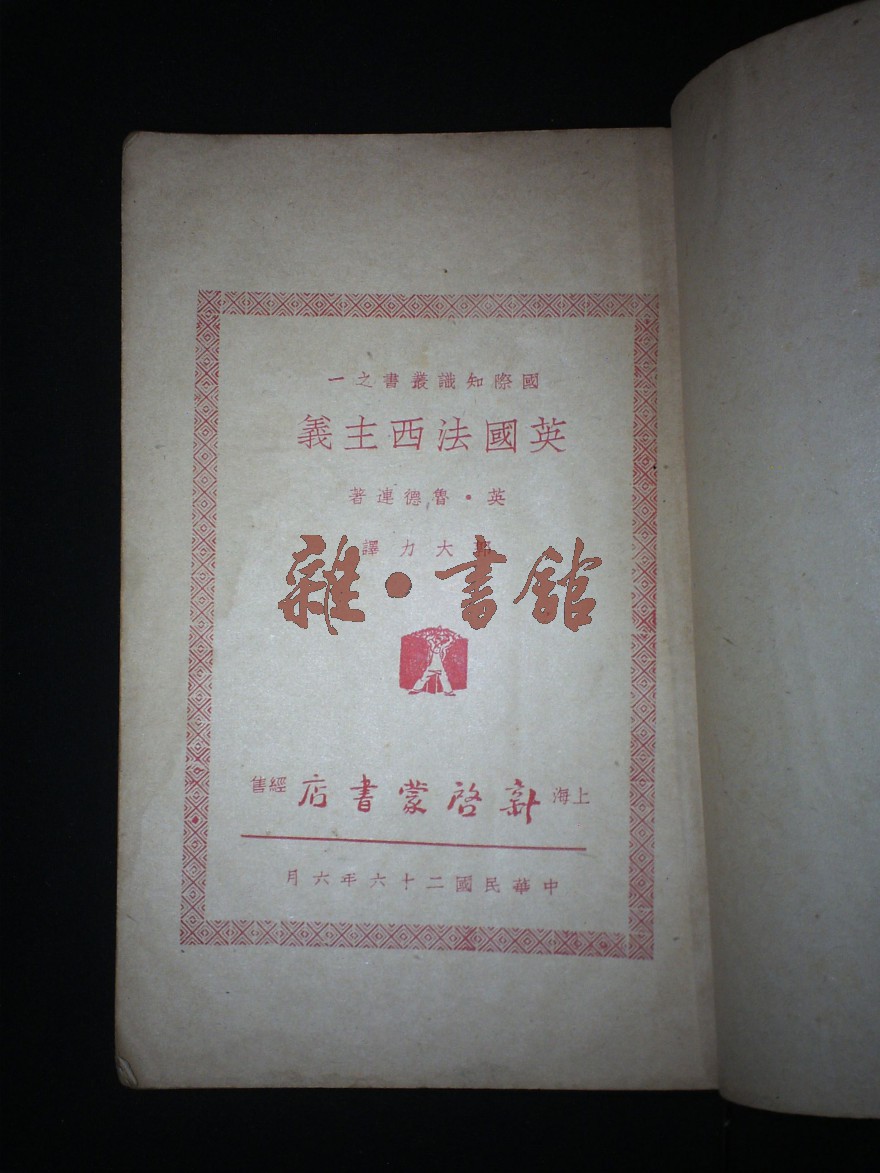 國際知識叢書之一
英國法西主義
英・魯德連著
大力譯
雜・書館
上海 新啓蒙書店 經售
中華民國二十六年六月